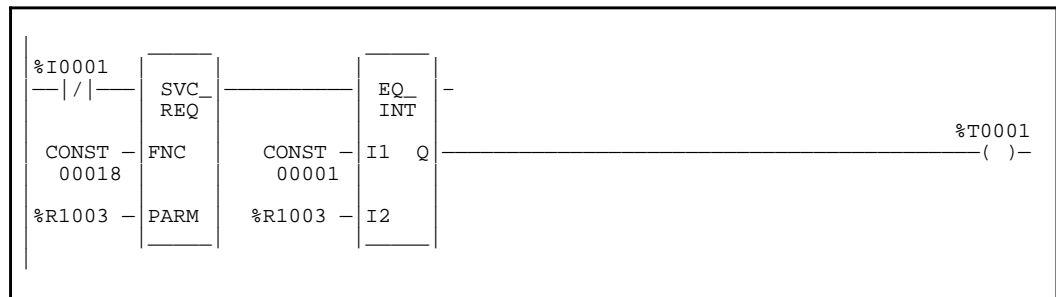 %I0001
SVC_ EQ_
REQ INT
%T0001
CONST FNC CONST I1 Q ( )
00018 00001
%R1003 PARM %R1003 I2